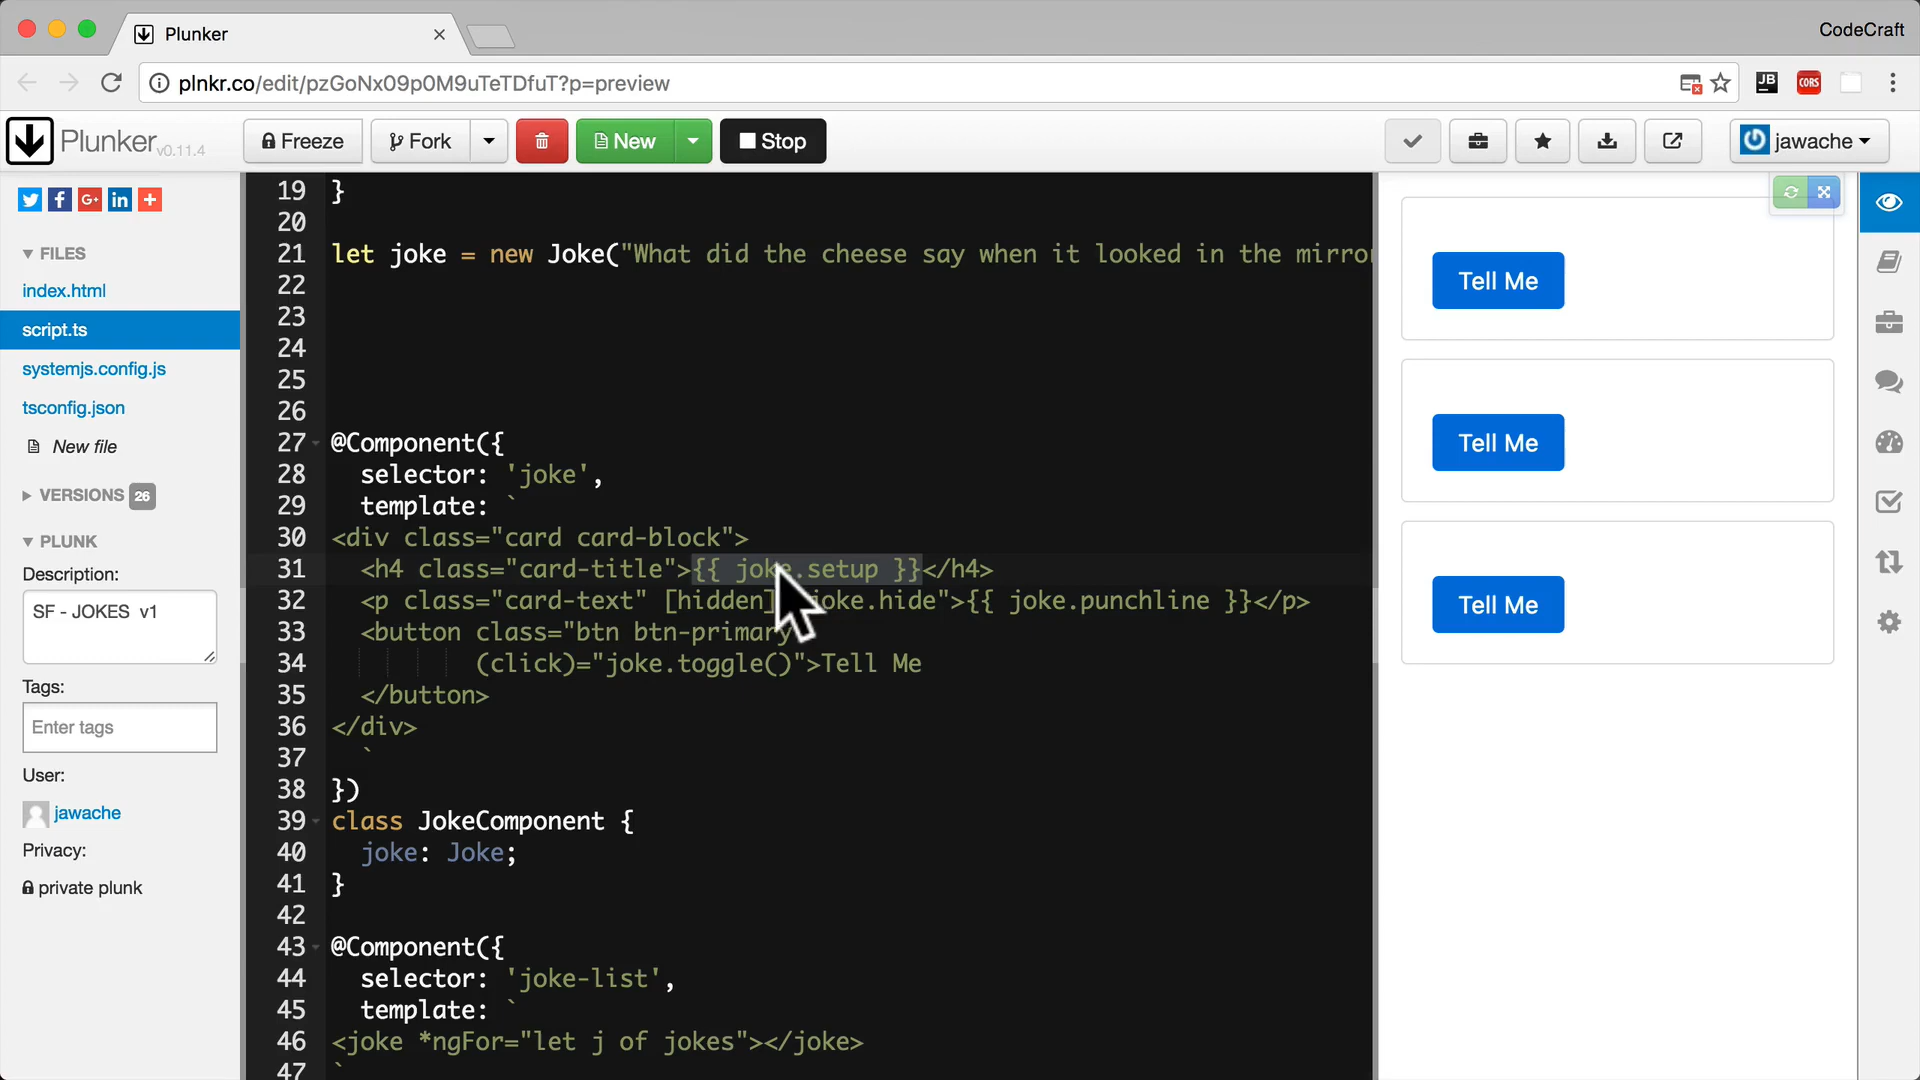 Plunker
CodeCraft
plnkr.co/edit/pzGoNx09p0M9uTeTDfuT?p=preview
JB
CORS
Plunker v0.11.4
Freeze
Fork
New
Stop
jawache
FILES
index.html
script.ts
systemjs.config.js
tsconfig.json
New file
VERSIONS 26
PLUNK
Description:
SF - JOKES v1
Tags:
Enter tags
User:
jawache
Privacy:
private plunk
19 }
20
21 let joke = new Joke("What did the cheese say when it looked in the mirror
22
23
24
25
26
27 @Component({
28 selector: 'joke',
29 template: `
30 <div class="card card-block">
31 <h4 class="card-title">{{ joke.setup }}</h4>
32 <p class="card-text" [hidden] joke.hide">{{ joke.punchline }}</p>
33 <button class="btn btn-primary
34 (click)="joke.toggle()">Tell Me
35 </button>
36 </div>
37 `
38 })
39 class JokeComponent {
40 joke: Joke;
41 }
42
43 @Component({
44 selector: 'joke-list',
45 template: `
46 <joke *ngFor="let j of jokes"></joke>
47 `
Tell Me
Tell Me
Tell Me